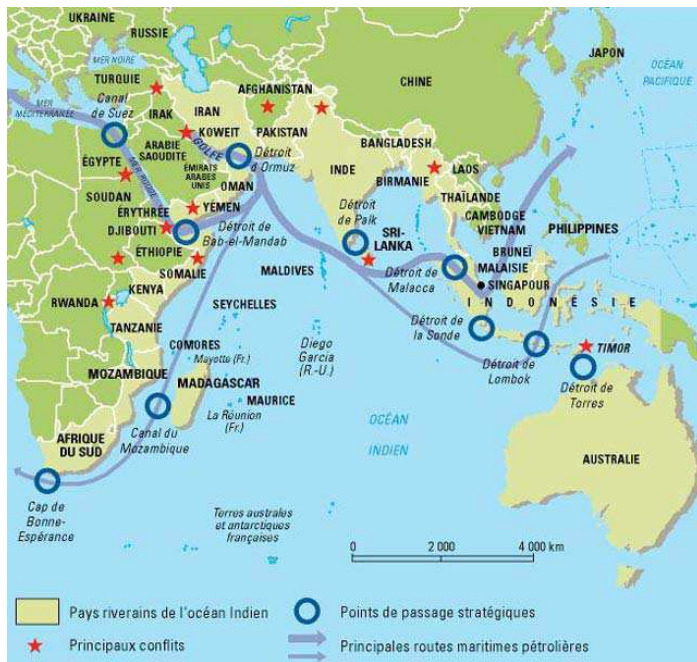 UKRAINE
RUSSIE
MER NOIRE
JAPON
OCÉAN
PACIFIQUE
TURQUIE
AFGHANISTAN
CHINE
MER
MÉDITERRANÉE
Canal
de Suez
IRAK
IRAN
KOWEIT
PAKISTAN
GOLFE
ARABIE
SAOUDITE
Détroit
d'Ormuz
BANGLADESH
ÉGYPTE
ÉMIRATS
ARABES
UNIS
INDE
LAOS
BIRMANIE
MER ROUGE
OMAN
SOUDAN
THAÏLANDE
ÉRYTHRÉE
YÉMEN
Détroit
de Palk
CAMBODGE
VIETNAM
PHILIPPINES
DJIBOUTI
Détroit de
Bab-el-Mandab
SRI-
LANKA
ÉTHIOPIE
BRUNEÏ
SOMALIE
MALDIVES
Détroit de
Malacca
MALAISIE
SINGAPOUR
KENYA
RWANDA
SEYCHELLES
INDONÉSIE
TANZANIE
Détroit de
la Sonde
COMORES
Mayotte (Fr.)
Diego
Garcia
(R.-U.)
TIMOR
Détroit de
Lombok
MOZAMBIQUE
MADAGASCAR
Détroit de
Torres
MAURICE
La Réunion
(Fr.)
OCÉAN
INDIEN
AFRIQUE
DU SUD
Canal du
Mozambique
AUSTRALIE
Cap de
Bonne-
Espérance
Terres australes
et antarctiques
françaises
0 2 000 4 000 km
Pays riverains de l'océan Indien
Points de passage stratégiques
Principaux conflits
Principales routes maritimes pétrolières